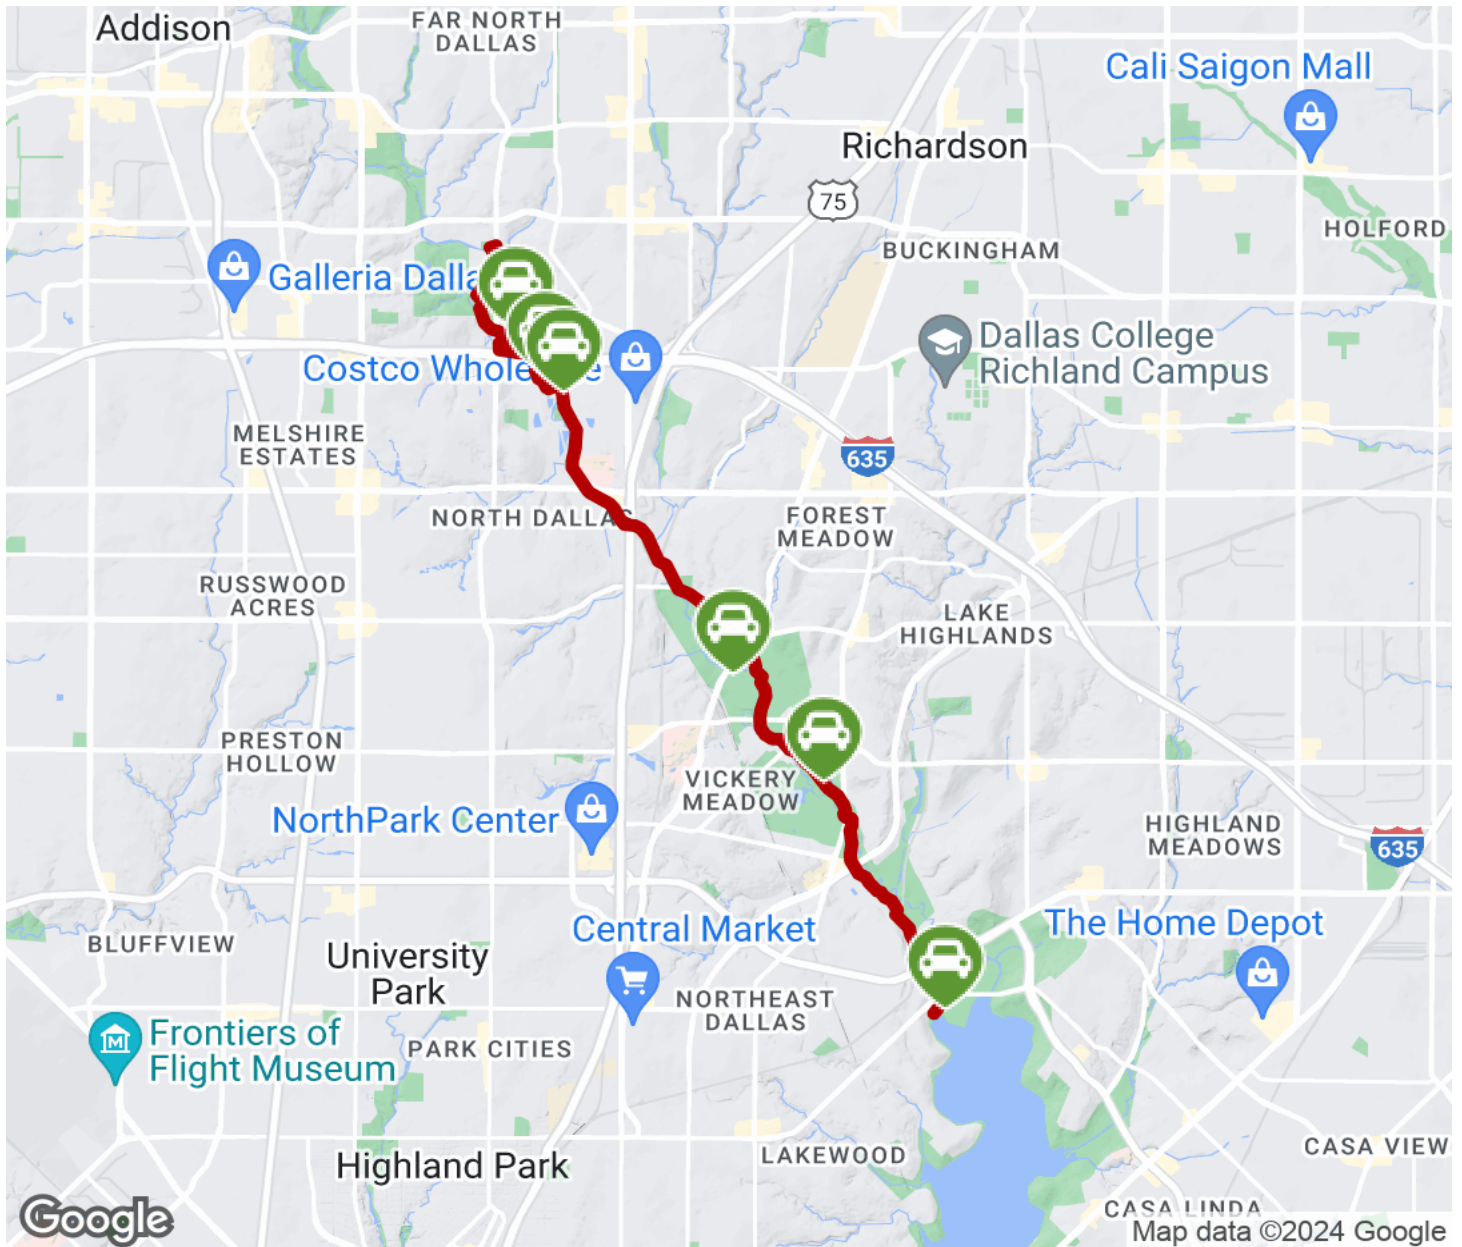 Addison
FAR NORTH
DALLAS
Cali Saigon Mall
Richardson
75
HOLFORD
BUCKINGHAM
Galleria Dalla
Dallas College
Richland Campus
Costco Whole
e
MELSHIRE
ESTATES
635
NORTH DALLAS
FOREST
MEADOW
RUSSWOOD
ACRES
LAKE
HIGHLANDS
PRESTON
HOLLOW
VICKERY
MEADOW
NorthPark Center
HIGHLAND
MEADOWS
635
Central Market
The Home Depot
BLUFFVIEW
University
Park
NORTHEAST
DALLAS
Frontiers of
Flight Museum
M
PARK CITIES
LAKEWOOD
CASA VIEW
Highland Park
CASA LINDA
Google
Map data ©2024 Google